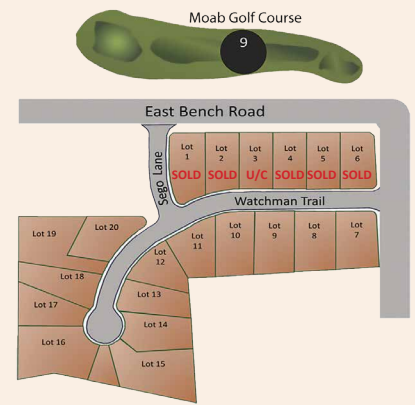 Moab Golf Course
9
East Bench Road
Sego Lane
Lot
1
SOLD
Lot
2
SOLD
Lot
3
U/C
Lot
4
SOLD
Lot
5
SOLD
Lot
6
SOLD
Watchman Trail
Lot 19
Lot 20
Lot
12
Lot
11
Lot
10
Lot
9
Lot
8
Lot
7
Lot 18
Lot 17
Lot 13
Lot 16
Lot 14
Lot 15